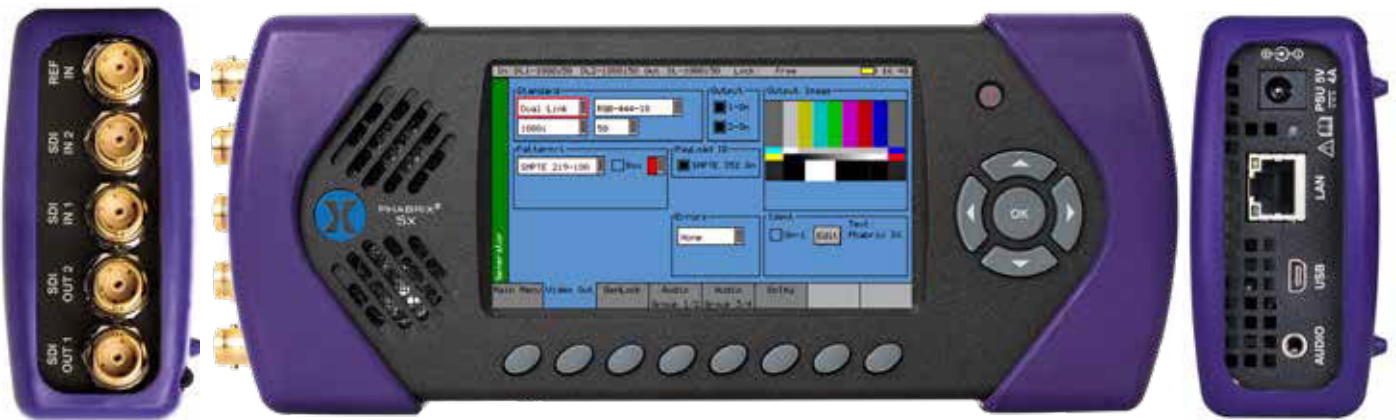 REF IN
SDI IN 2
SDI IN 1
SDI OUT 2
SDI OUT 1
PHABRIX®
SX
Standard
Dual Link
RGB-444-10
1080i
50
Output
1-On
2-On
Output Image
Pattern:1
SMPTE 219-100
Box
PayLoad ID
SMPTE 352 On
Errors
None
Ident
Edit
Text
Phabrix SX
Generator
Main Menu
Video Out
GenLock
Audio
Group 1/2
Audio
Group 3/4
Delay
OK
PSU 5V
4A
LAN
USB
AUDIO